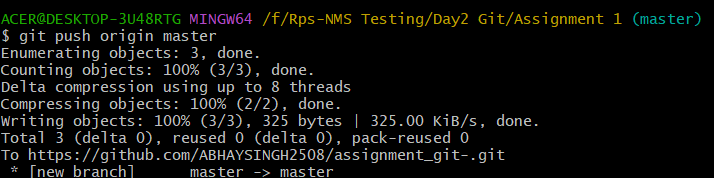 ACER@DESKTOP-3U48RTG MINGW64 /f/Rps-NMS Testing/Day2 Git/Assignment 1 (master)
$ git push origin master
Enumerating objects: 3, done.
Counting objects: 100% (3/3), done.
Delta compression using up to 8 threads
Compressing objects: 100% (2/2), done.
Writing objects: 100% (3/3), 325 bytes | 325.00 KiB/s, done.
Total 3 (delta 0), reused 0 (delta 0), pack-reused 0
To https://github.com/ABHAYSINGH2508/assignment_git-.git
 * [new branch]      master -> master